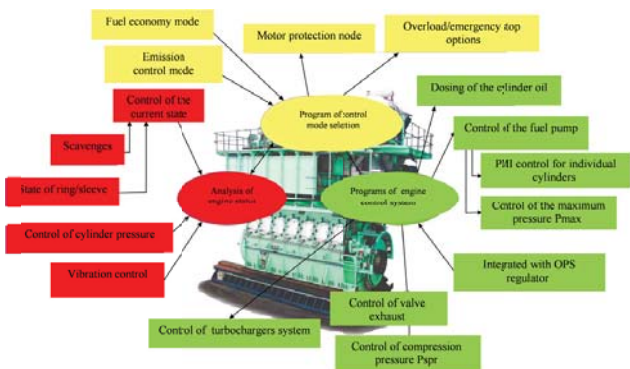 Fuel economy mode
Motor protection node
Overload/emergency stop
options
Emission
control mode
Dosing of the cylinder oil
Control of the
current state
Program of control
mode seletion
Control of the fuel pump
Scavenges
PMI control for individual
cylinders
State of ring/sleeve
Analysis of
engine status
Programs of engine
control system
Control of the maximum
pressure Pmax
Control of cylinder pressure
Integrated with OPS
regulator
Vibration control
Control of valve
exhaust
Control of turbochargers system
Control of compression
pressure Pspr